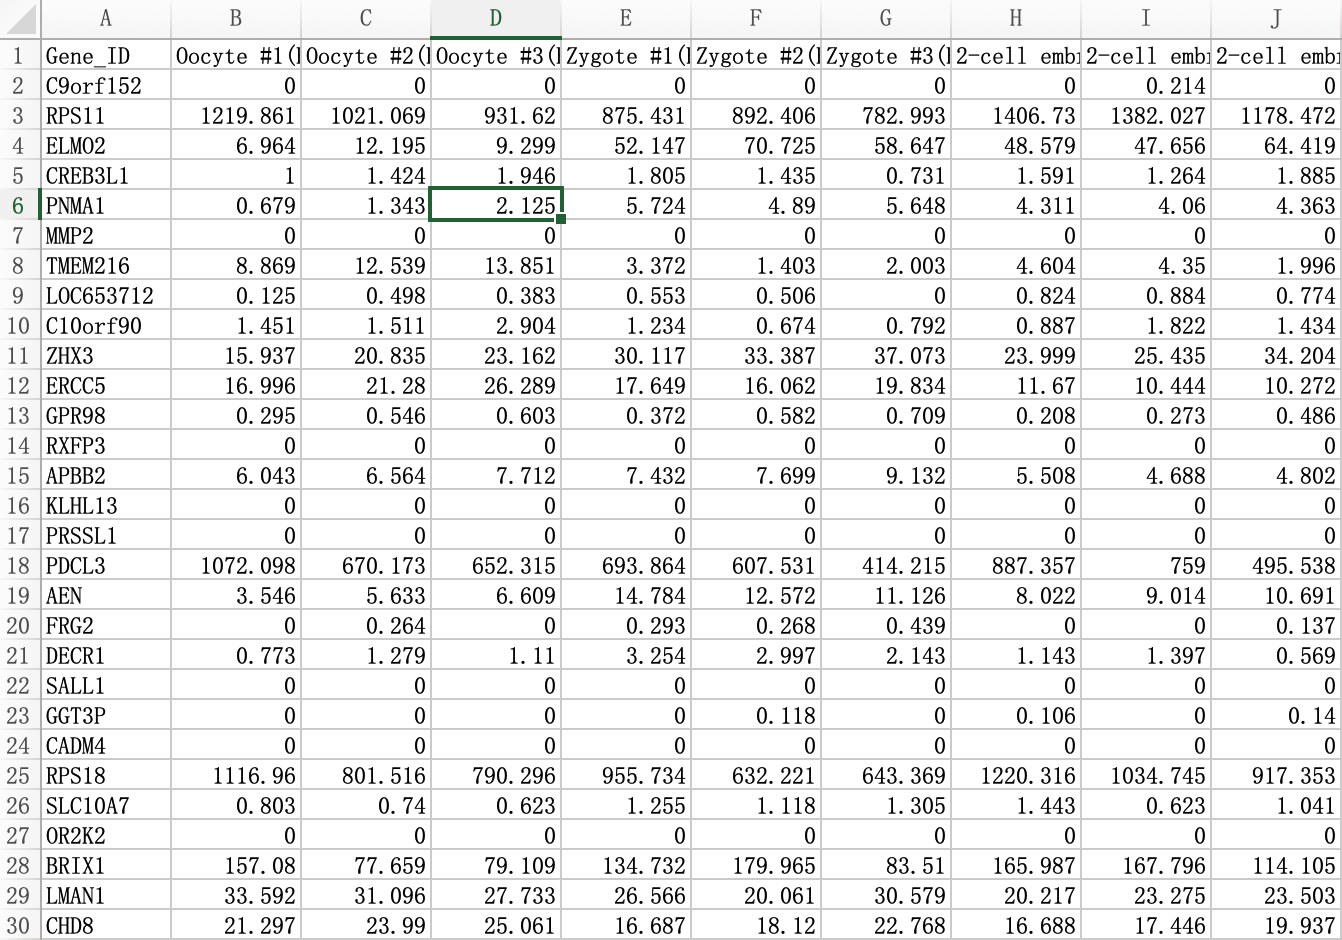 A B C D E F G H I J
1 Gene_ID Oocyte #1( Oocyte #2( Oocyte #3( Zygote #1( Zygote #2( Zygote #3( 2-cell emb 2-cell emb 2-cell emb
2 C9orf152 0 0 0 0 0 0 0 0.214 0
3 RPS11 1219.861 1021.069 931.62 875.431 892.406 782.993 1406.73 1382.027 1178.472
4 ELMO2 6.964 12.195 9.299 52.147 70.725 58.647 48.579 47.656 64.419
5 CREB3L1 1 1.424 1.946 1.805 1.435 0.731 1.591 1.264 1.885
6 PNMA1 0.679 1.343 2.125 5.724 4.89 5.648 4.311 4.06 4.363
7 MMP2 0 0 0 0 0 0 0 0 0
8 TMEM216 8.869 12.539 13.851 3.372 1.403 2.003 4.604 4.35 1.996
9 LOC653712 0.125 0.498 0.383 0.553 0.506 0 0.824 0.884 0.774
10 C10orf90 1.451 1.511 2.904 1.234 0.674 0.792 0.887 1.822 1.434
11 ZHX3 15.937 20.835 23.162 30.117 33.387 37.073 23.999 25.435 34.204
12 ERCC5 16.996 21.28 26.289 17.649 16.062 19.834 11.67 10.444 10.272
13 GPR98 0.295 0.546 0.603 0.372 0.582 0.709 0.208 0.273 0.486
14 RXFP3 0 0 0 0 0 0 0 0 0
15 APBB2 6.043 6.564 7.712 7.432 7.699 9.132 5.508 4.688 4.802
16 KLHL13 0 0 0 0 0 0 0 0 0
17 PRSSL1 0 0 0 0 0 0 0 0 0
18 PDCL3 1072.098 670.173 652.315 693.864 607.531 414.215 887.357 759 495.538
19 AEN 3.546 5.633 6.609 14.784 12.572 11.126 8.022 9.014 10.691
20 FRG2 0 0.264 0 0.293 0.268 0.439 0 0 0.137
21 DECR1 0.773 1.279 1.11 3.254 2.997 2.143 1.143 1.397 0.569
22 SALL1 0 0 0 0 0 0 0 0 0
23 GGT3P 0 0 0 0 0.118 0 0.106 0 0.14
24 CADM4 0 0 0 0 0 0 0 0 0
25 RPS18 1116.96 801.516 790.296 955.734 632.221 643.369 1220.316 1034.745 917.353
26 SLC10A7 0.803 0.74 0.623 1.255 1.118 1.305 1.443 0.623 1.041
27 OR2K2 0 0 0 0 0 0 0 0 0
28 BRIX1 157.08 77.659 79.109 134.732 179.965 83.51 165.987 167.796 114.105
29 LMAN1 33.592 31.096 27.733 26.566 20.061 30.579 20.217 23.275 23.503
30 CHD8 21.297 23.99 25.061 16.687 18.12 22.768 16.688 17.446 19.937